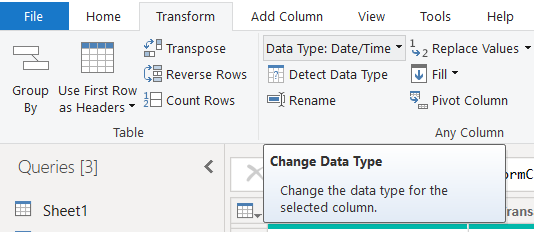 File Home Transform Add Column View Tools Help
Group By
Use First Row as Headers
Transpose
Reverse Rows
Count Rows
Table
Data Type: Date/Time
Detect Data Type
Rename
1 2 Replace Values
Fill
Pivot Column
Any Column
Queries [3]
Sheet1
Change Data Type
Change the data type for the
selected column.